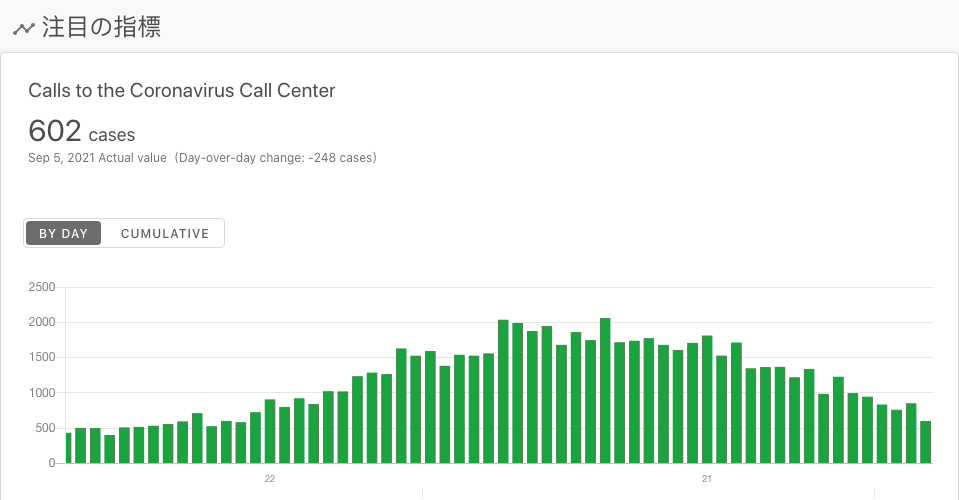 注目の指標
Calls to the Coronavirus Call Center
602 cases
Sep 5, 2021 Actual value（Day-over-day change: -248 cases)
BY DAY CUMULATIVE
2500
2000
1500
1000
500
0
22 21